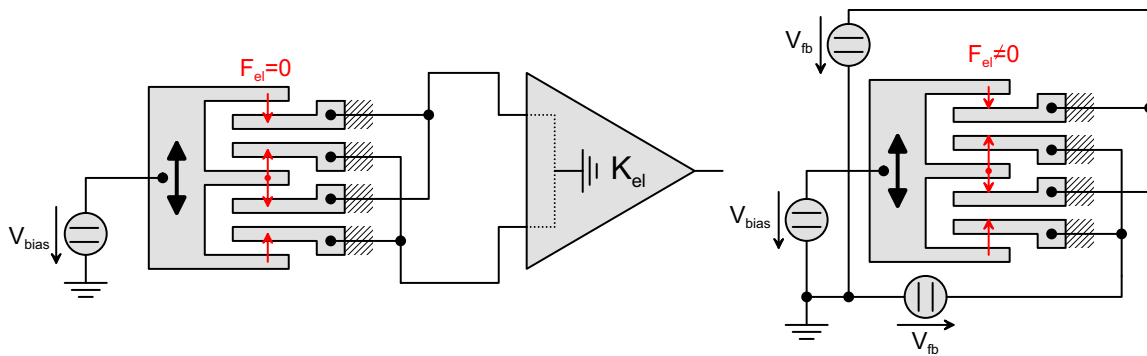 F_el=0
V_bias
K_el
V_fb
F_el≠0
V_bias
V_fb